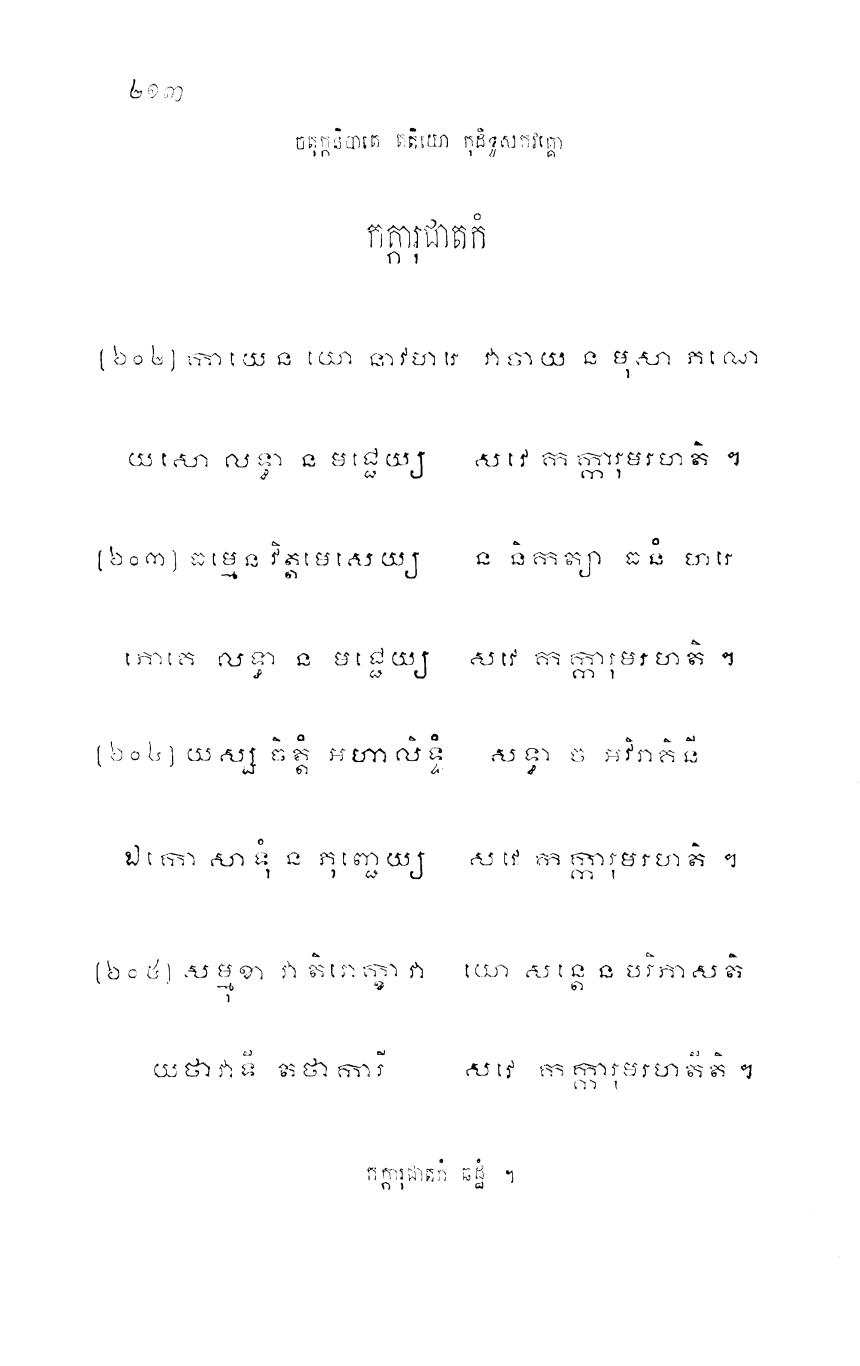 ២១៣
ចតុក្កនិបាតេ តតិយោ កុដិទូសកវគ្គោ
កក្ការុជាតកំ
(៦០២) កាយេន យោ នាវហរេ វាចាយ ន មុសា ភណេ
យសោ លទ្ធា ន មជ្ជេយ្យ សវេ កក្ការុមរហតិ ៗ
(៦០៣) ធម្មេន វិត្តមេសេយ្យ ន និកត្យា ធនំ ហរេ
ភោគេ លទ្ធា ន មជ្ជេយ្យ សវេ កក្ការុមរហតិ ៗ
(៦០៤) យស្ស ចិត្តំ អហាលិទ្ទំ សទ្ធា ច អវិរាគិនី
ឯកោ សាទុំ ន ភុញ្ជេយ្យ សវេ កក្ការុមរហតិ ៗ
(៦០៥) សម្មុខា វា តិរោក្ខា វា យោ សន្តេ ន បរិភាសតិ
យថាវាទី តថាការី សវេ កក្ការុមរហតីតិ ៗ
កក្ការុជាតកំ ឆដ្ឋំ ៗ